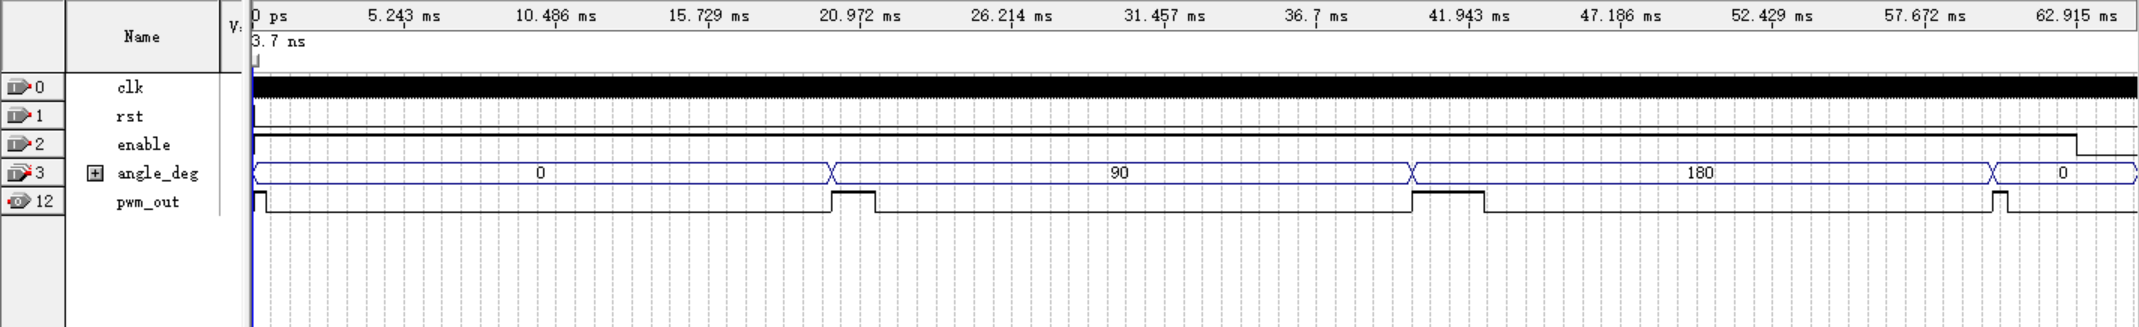 0 ps 5.243 ms 10.486 ms 15.729 ms 20.972 ms 26.214 ms 31.457 ms 36.7 ms 41.943 ms 47.186 ms 52.429 ms 57.672 ms 62.915 ms
Name
3.7 ns
0 clk
1 rst
2 enable
3 + angle_deg 0 90 180 0
12 pwm_out